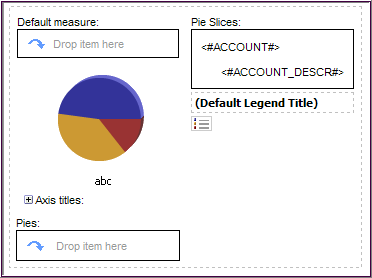 Default measure:
Drop item here
abc
Axis titles:
Pies:
Drop item here
Pie Slices:
<#ACCOUNT#>
<#ACCOUNT_DESCR#>
(Default Legend Title)